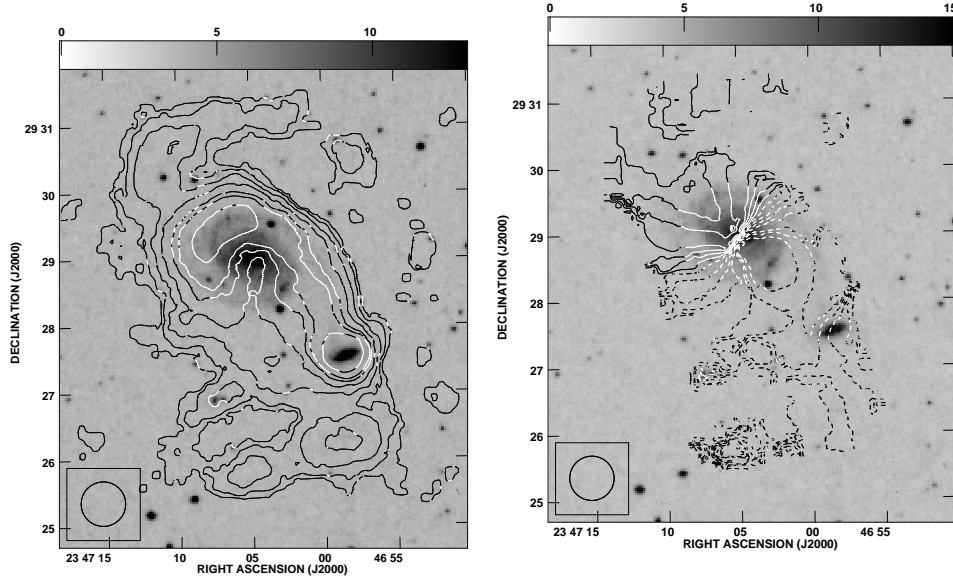 0 5 10
DECLINATION (J2000)
29 31
30
29
28
27
26
25
23 47 15 10 05 00 46 55
RIGHT ASCENSION (J2000)
0 5 10 15
DECLINATION (J2000)
29 31
30
29
28
27
26
25
23 47 15 10 05 00 46 55
RIGHT ASCENSION (J2000)